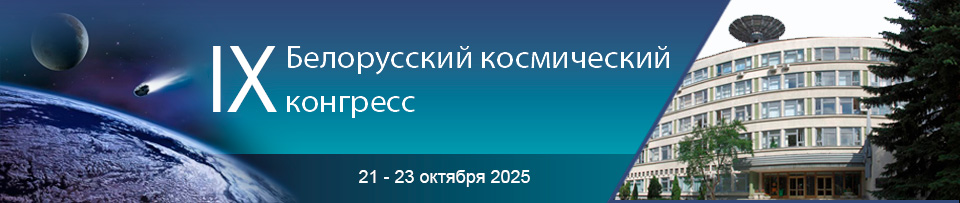 IX Белорусский космический
конгресс
21 - 23 октября 2025